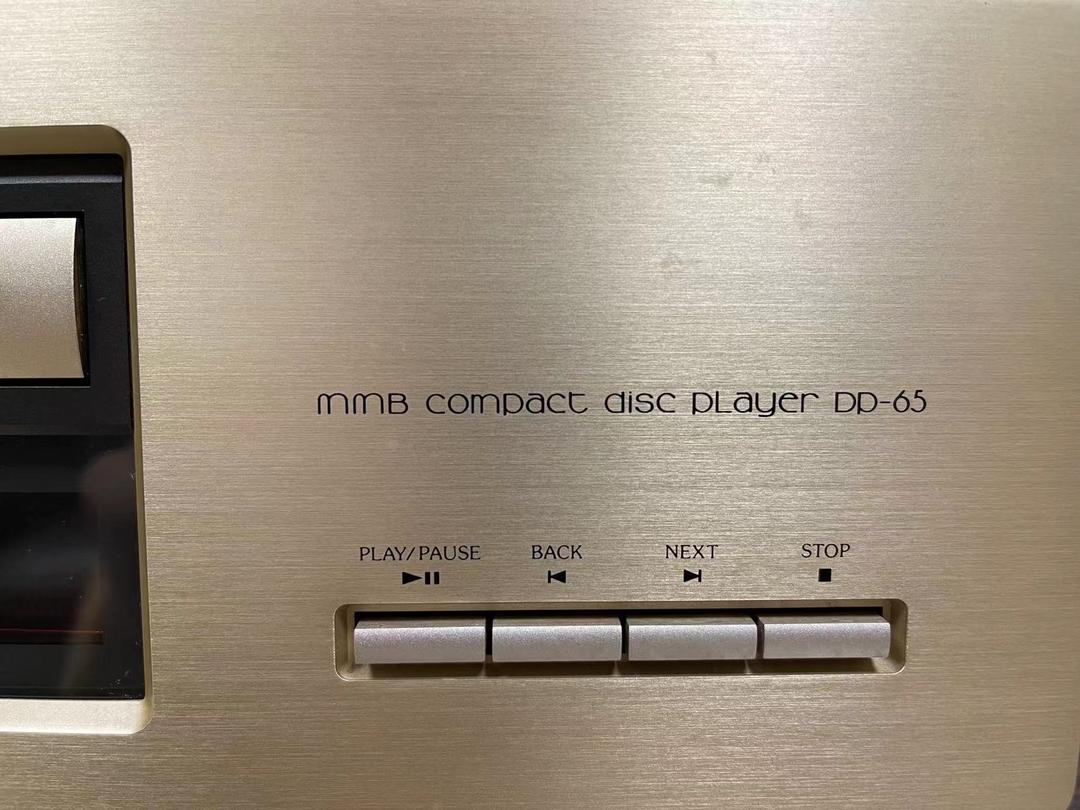 MMB compact disc player DP-65
PLAY/PAUSE BACK NEXT STOP